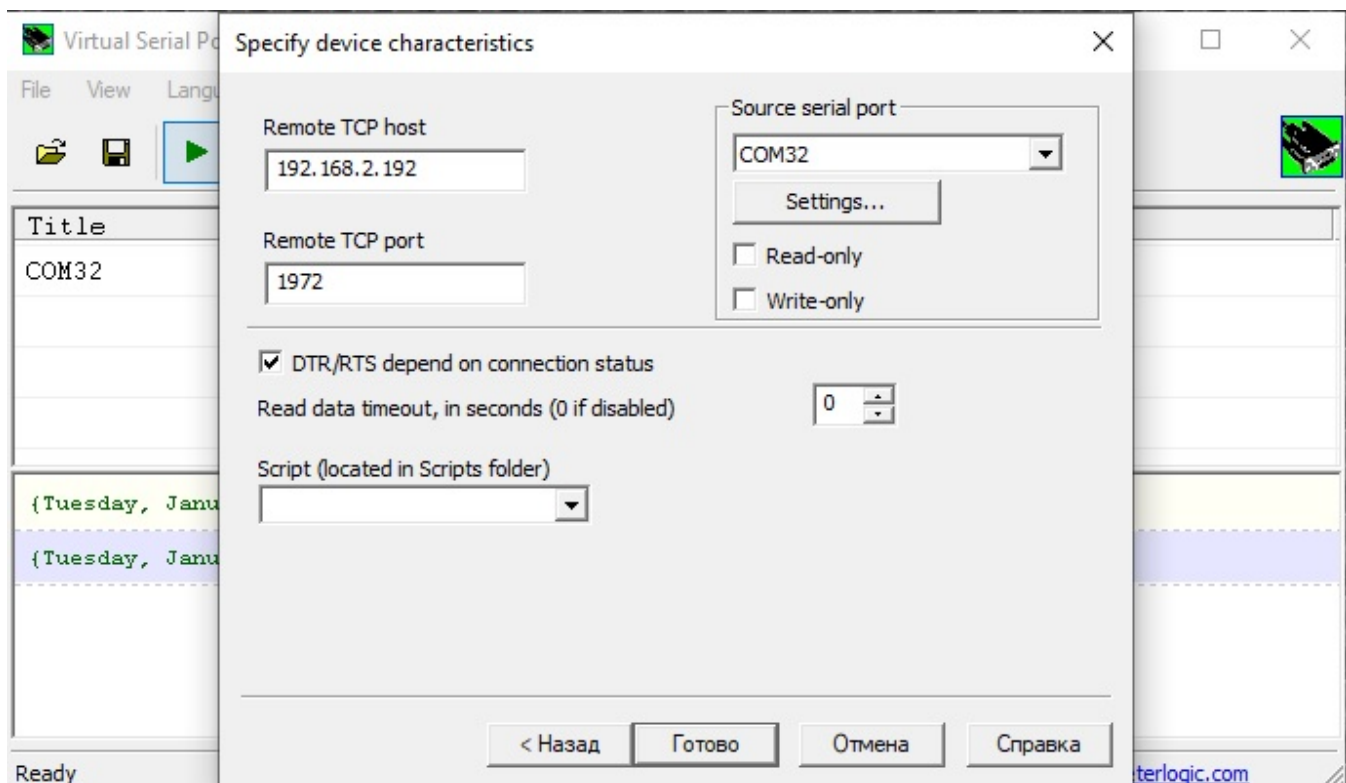 Virtual Serial Po
Specify device characteristics
File View Langu
Remote TCP host
192.168.2.192
Remote TCP port
1972
Source serial port
COM32
Settings...
Read-only
Write-only
Title
COM32
DTR/RTS depend on connection status
Read data timeout, in seconds (0 if disabled)
0
Script (located in Scripts folder)
{Tuesday, Janu
{Tuesday, Janu
< Назад
Готово
Отмена
Справка
Ready
terlogic.com